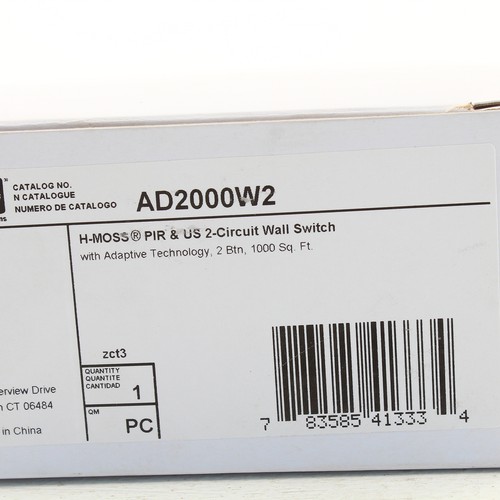 CATALOG NO.
N CATALOGUE
NUMERO DE CATALOGO
AD2000W2
H-MOSS® PIR & US 2-Circuit Wall Switch
with Adaptive Technology, 2 Btn, 1000 Sq. Ft.
zct3
QUANTITY
QUANTITE
CANTIDAD
1
QM
PC
Drive
CT 06484
in China
7 83585 41333 4